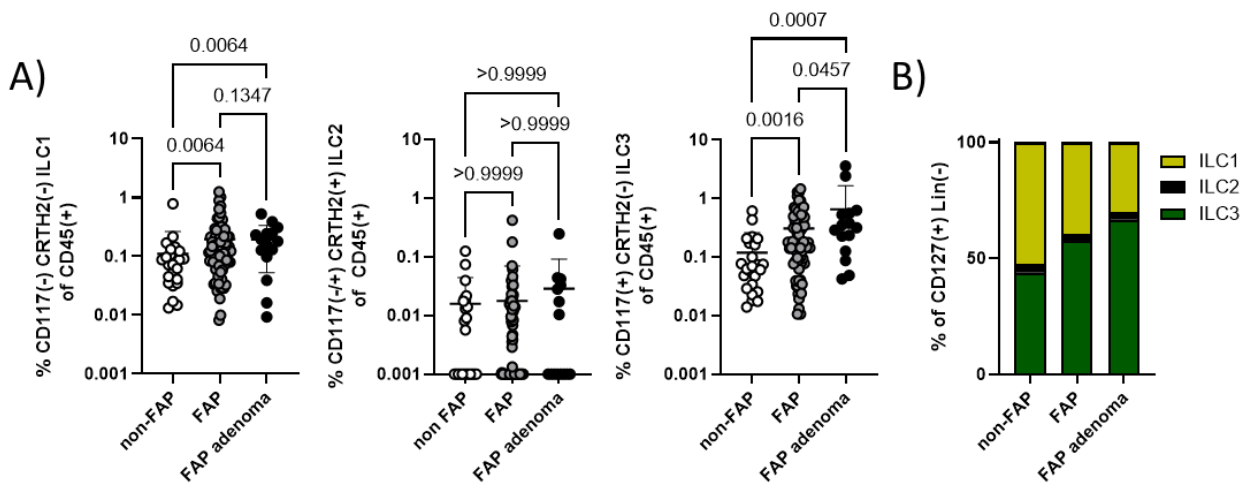 A)
0.0064
0.1347
0.0064
% CD117(-) CRTH2(-) ILC1
of CD45(+)
10
1
0.1
0.01
0.001
non-FAP
FAP
FAP adenoma
>0.9999
>0.9999
>0.9999
% CD117(-/+) CRTH2(+) ILC2
of CD45(+)
10
1
0.1
0.01
0.001
non FAP
FAP
FAP adenoma
0.0007
0.0457
0.0016
% CD117(+) CRTH2(-) ILC3
of CD45(+)
10
1
0.1
0.01
0.001
non-FAP
FAP
FAP adenoma
B)
% of CD127(+) Lin(-)
100
50
0
non-FAP
FAP
FAP adenoma
ILC1
ILC2
ILC3